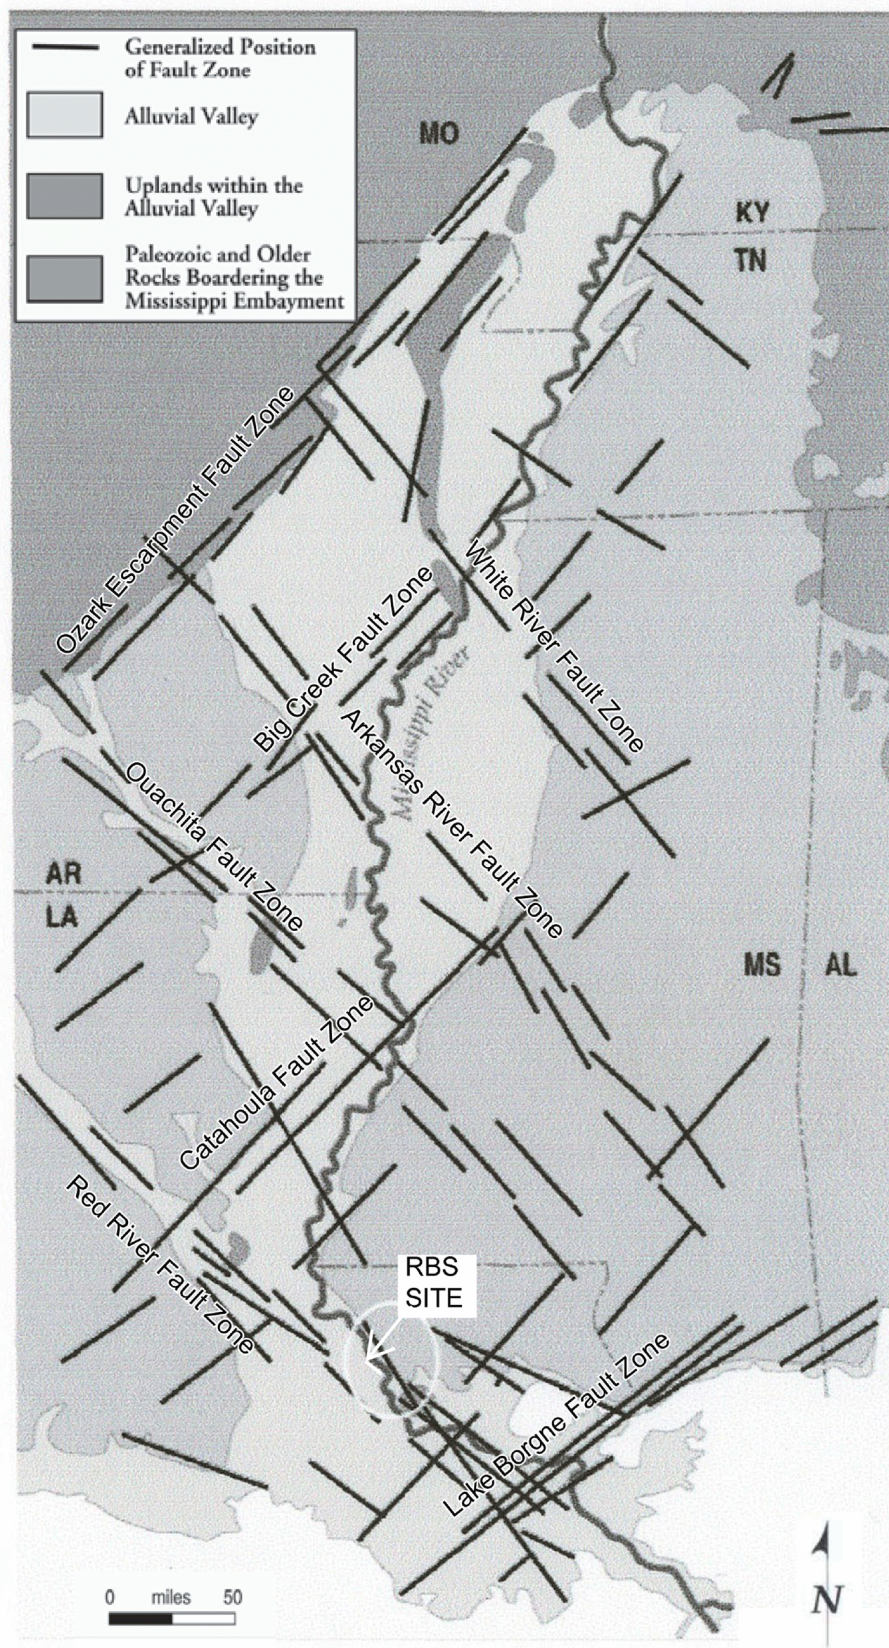 Generalized Position
of Fault Zone
Alluvial Valley
Uplands within the
Alluvial Valley
Paleozoic and Older
Rocks Boardering the
Mississippi Embayment
MO
KY
TN
Ozark Escarpment Fault Zone
White River Fault Zone
Big Creek Fault Zone
Mississippi River
Arkansas River Fault Zone
Ouachita Fault Zone
AR
LA
MS
AL
Catahoula Fault Zone
Red River Fault Zone
RBS
SITE
Lake Borgne Fault Zone
0 miles 50
N